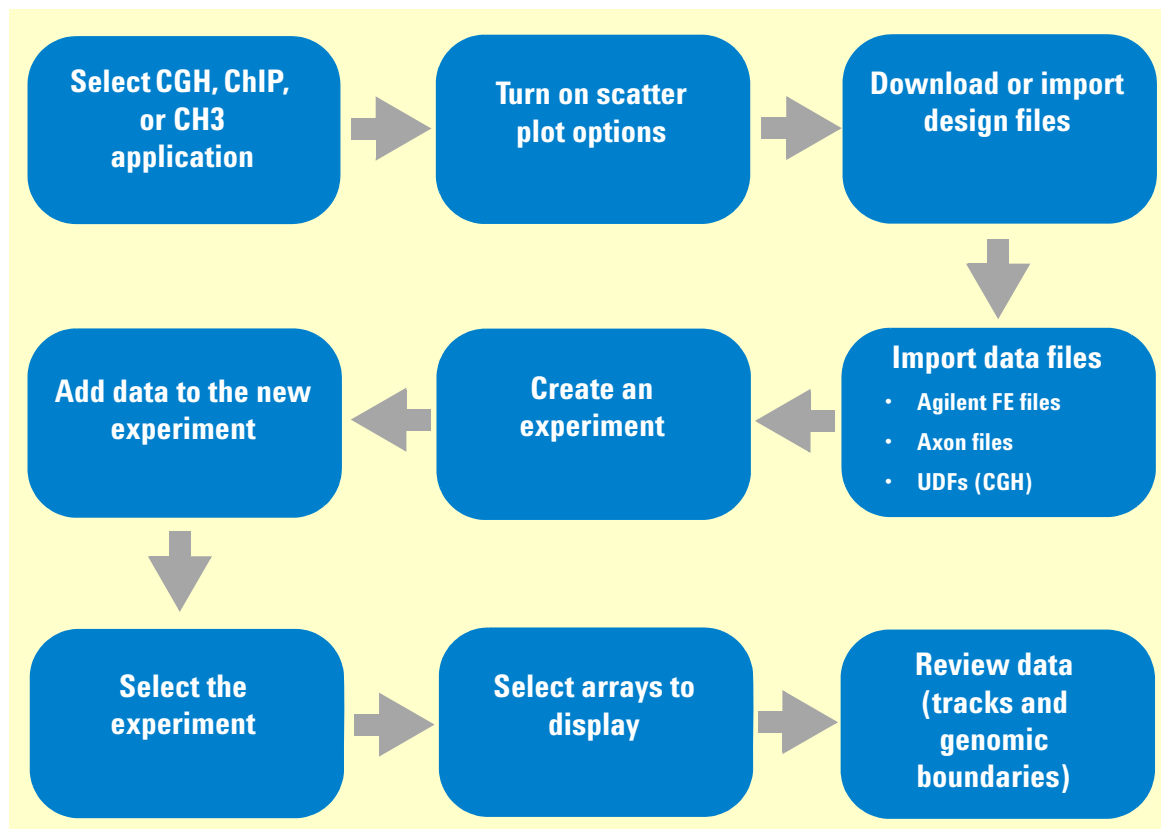 Select CGH, ChIP,
or CH3
application
Turn on scatter
plot options
Download or import
design files
Import data files
• Agilent FE files
• Axon files
• UDFs (CGH)
Create an
experiment
Add data to the new
experiment
Select the
experiment
Select arrays to
display
Review data
(tracks and
genomic
boundaries)